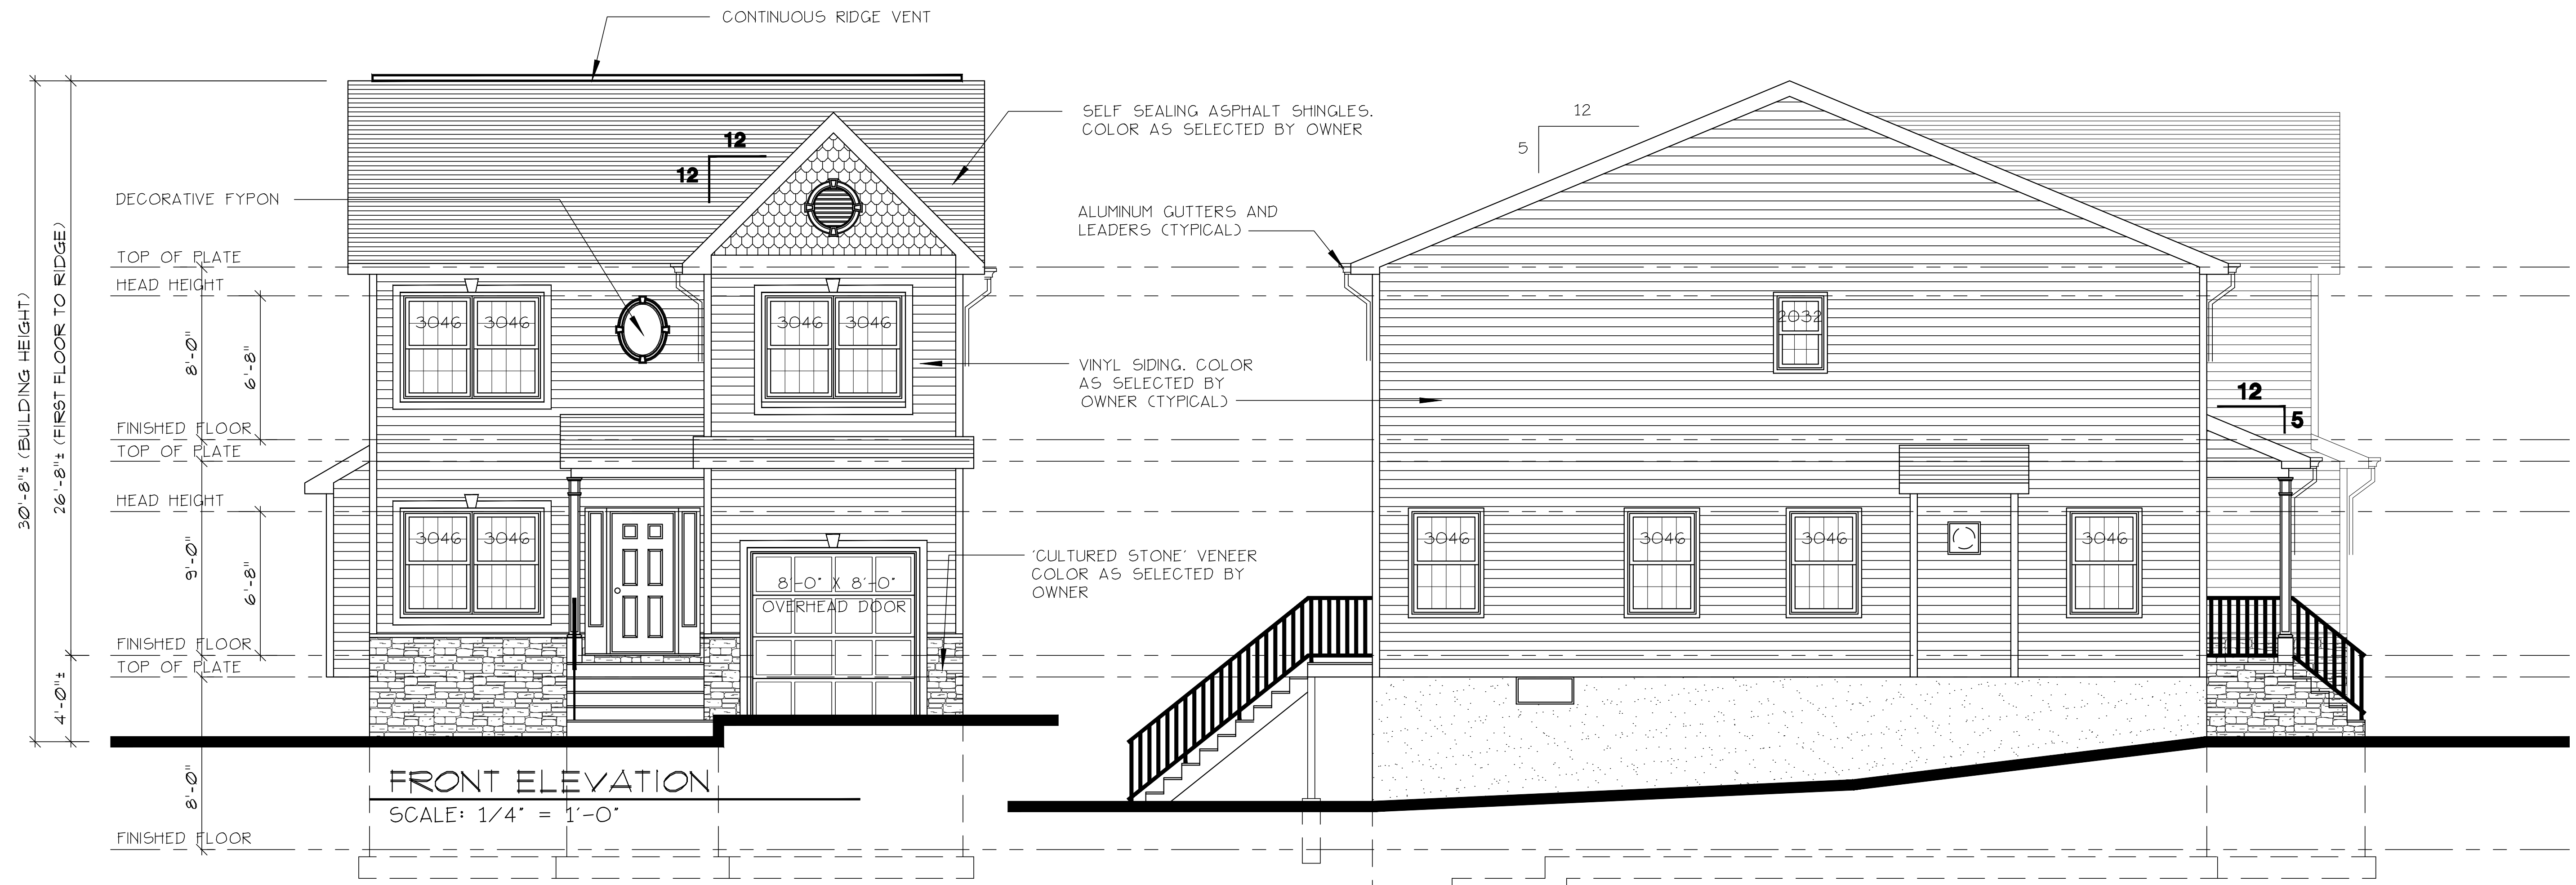 CONTINUOUS RIDGE VENT
SELF SEALING ASPHALT SHINGLES.
COLOR AS SELECTED BY OWNER
12
12
12
5
DECORATIVE FYPON
ALUMINUM GUTTERS AND
LEADERS (TYPICAL)
TOP OF PLATE
HEAD HEIGHT
3046 3046
3046 3046
2032
30'-8"± (BUILDING HEIGHT)
26'-8"± (FIRST FLOOR TO RIDGE)
8'-0"
6'-8"
VINYL SIDING. COLOR
AS SELECTED BY
OWNER (TYPICAL)
12
5
FINISHED FLOOR
TOP OF PLATE
HEAD HEIGHT
9'-0"
6'-8"
3046 3046
3046
3046
3046
3046
'CULTURED STONE' VENEER
COLOR AS SELECTED BY
OWNER
8'-0" X 8'-0"
OVERHEAD DOOR
FINISHED FLOOR
TOP OF PLATE
4'-0"±
8'-0"
FRONT ELEVATION
SCALE: 1/4" = 1'-0"
FINISHED FLOOR